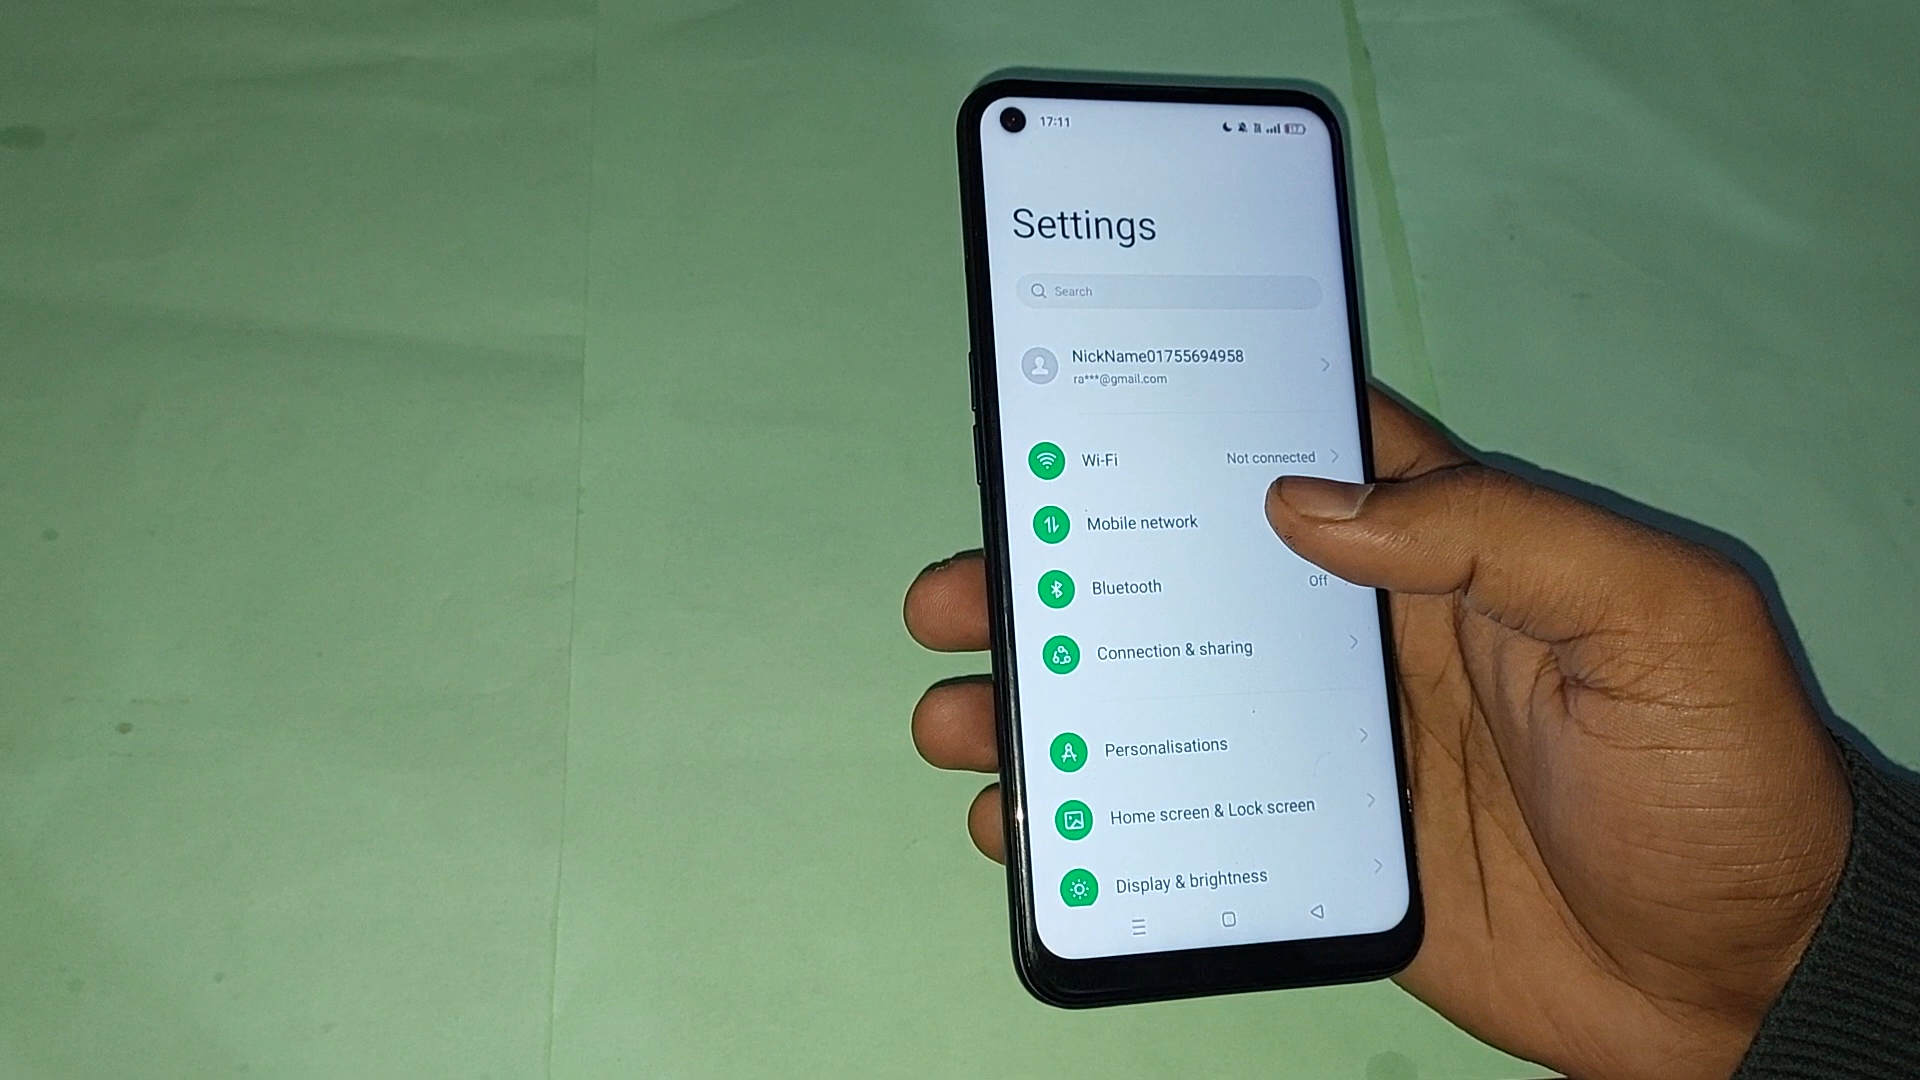 17:11
Settings
Search
NickName01755694958
ra***@gmail.com
Wi-Fi Not connected
Mobile network
Bluetooth Off
Connection & sharing
Personalisations
Home screen & Lock screen
Display & brightness